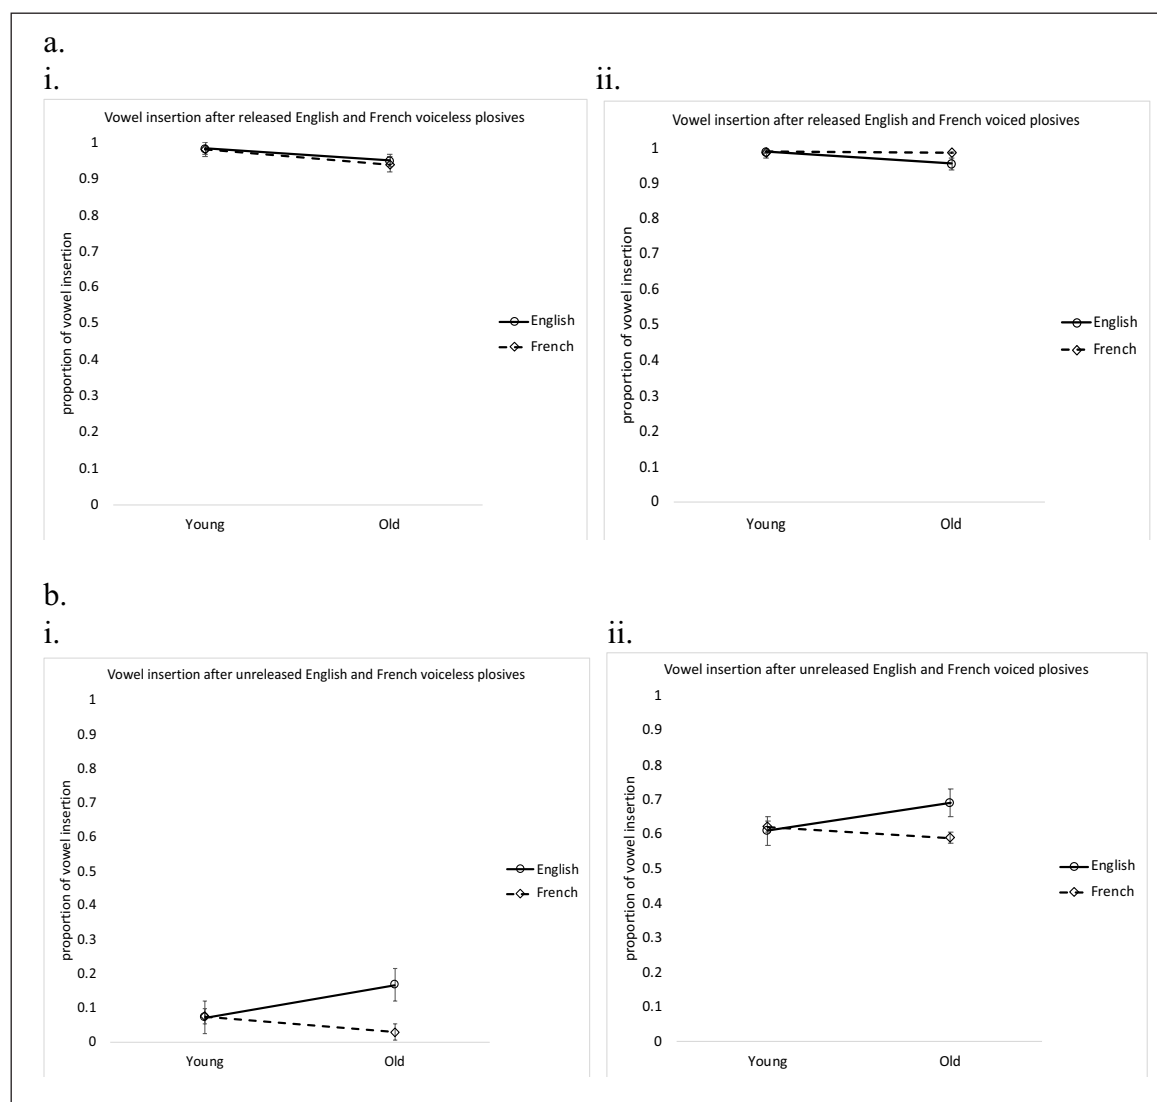 a.
i.
Vowel insertion after released English and French voiceless plosives
proportion of vowel insertion
1
0.9
0.8
0.7
0.6
0.5
0.4
0.3
0.2
0.1
0
Young Old
English
French
ii.
Vowel insertion after released English and French voiced plosives
proportion of vowel insertion
1
0.9
0.8
0.7
0.6
0.5
0.4
0.3
0.2
0.1
0
Young Old
English
French
b.
i.
Vowel insertion after unreleased English and French voiceless plosives
proportion of vowel insertion
1
0.9
0.8
0.7
0.6
0.5
0.4
0.3
0.2
0.1
0
Young Old
English
French
ii.
Vowel insertion after unreleased English and French voiced plosives
proportion of vowel insertion
1
0.9
0.8
0.7
0.6
0.5
0.4
0.3
0.2
0.1
0
Young Old
English
French